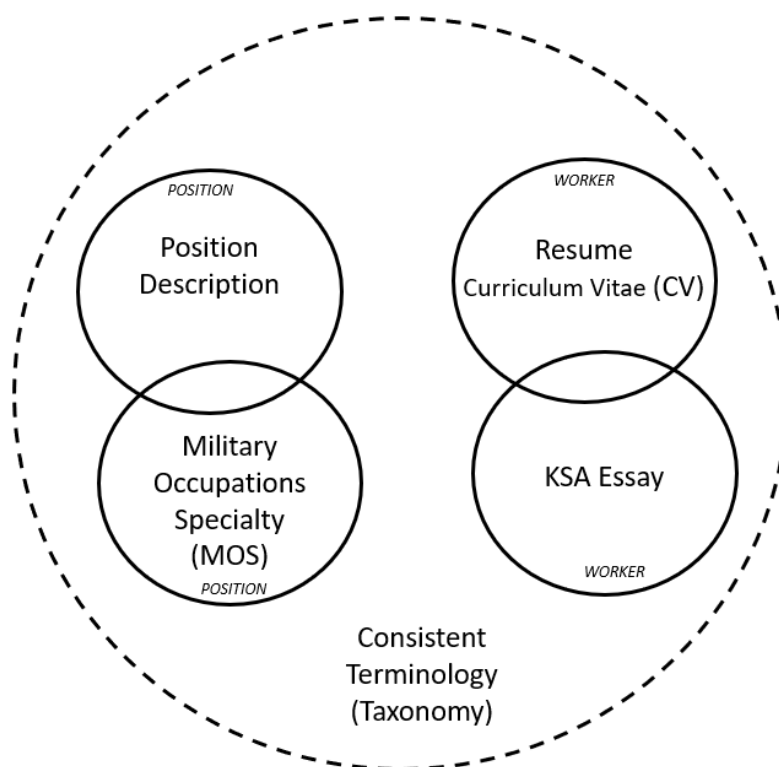 POSITION
Position
Description
Military
Occupations
Specialty
(MOS)
POSITION
WORKER
Resume
Curriculum Vitae (CV)
KSA Essay
WORKER
Consistent
Terminology
(Taxonomy)